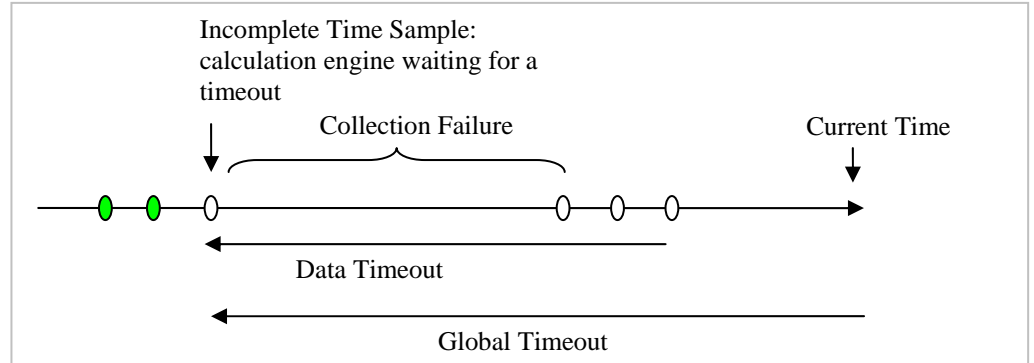 Incomplete Time Sample:
calculation engine waiting for a
timeout
Collection Failure
Current Time
Data Timeout
Global Timeout